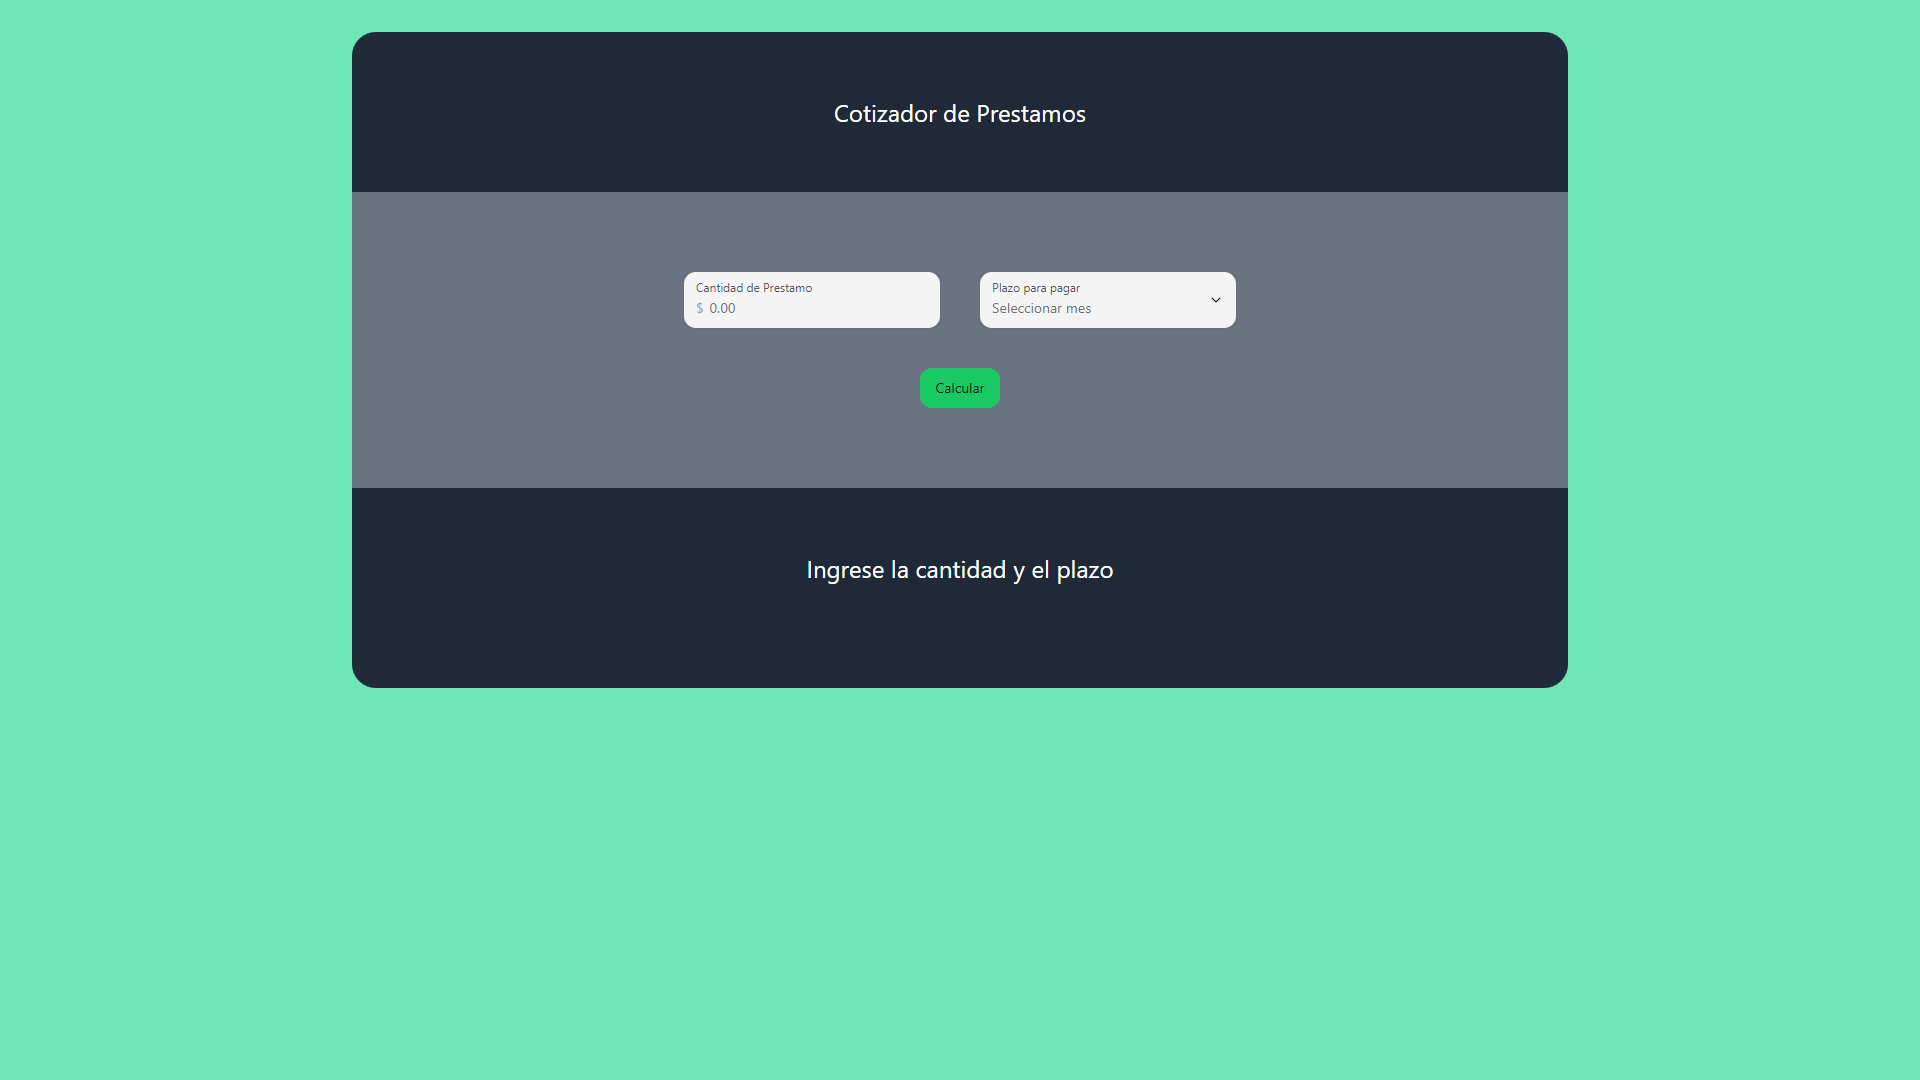 Cotizador de Prestamos
Cantidad de Prestamo
$ 0.00
Plazo para pagar
Seleccionar mes
Calcular
Ingrese la cantidad y el plazo